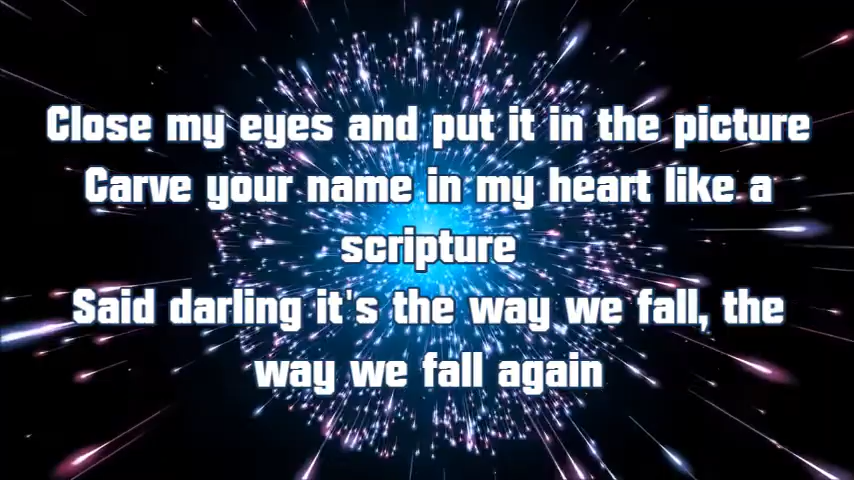 Close my eyes and put it in the picture
Carve your name in my heart like a
scripture
Said darling it's the way we fall, the
way we fall again